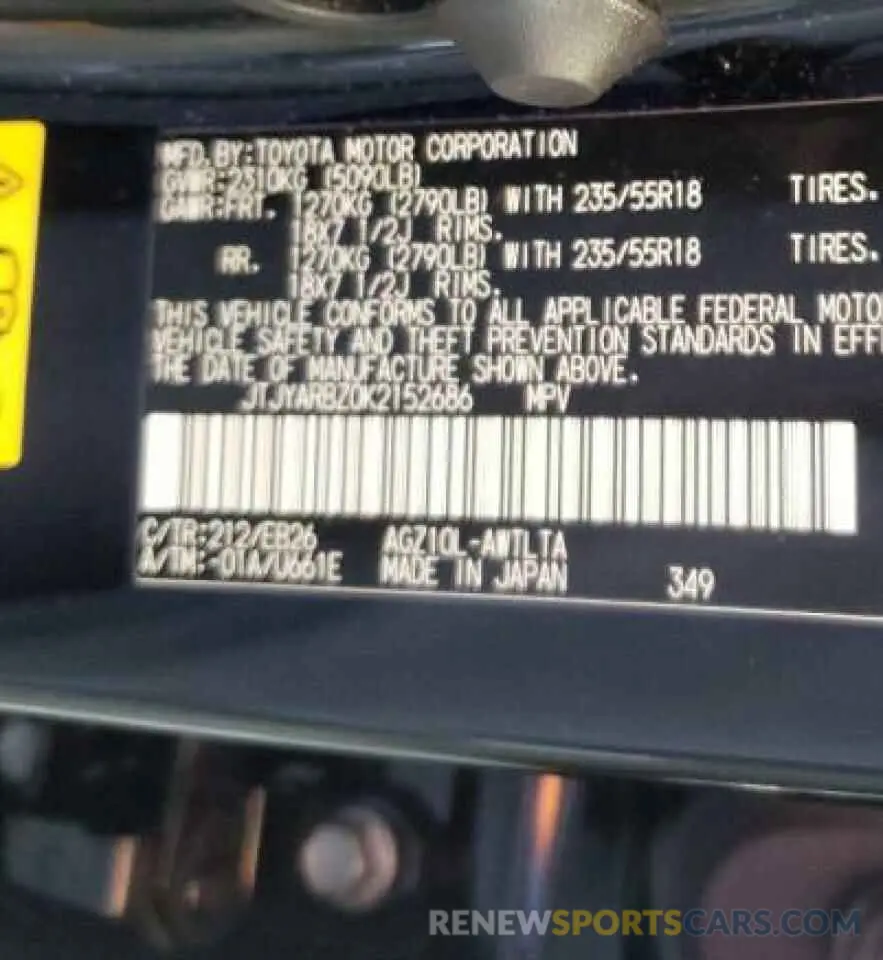 MFD.BY:TOYOTA MOTOR CORPORATION
GVWR:2310KG (5090LB)
GAWR:FRT. 1270KG (2790LB) WITH 235/55R18 TIRES.
18X7 1/2J RIMS.
RR. 1270KG (2790LB) WITH 235/55R18 TIRES.
18X7 1/2J RIMS.
THIS VEHICLE CONFORMS TO ALL APPLICABLE FEDERAL MOTO
VEHICLE SAFETY AND THEFT PREVENTION STANDARDS IN EFFE
THE DATE OF MANUFACTURE SHOWN ABOVE.
JTJYARBZ0K2152686 MPV
C/TR:212/EB26 AGZ10L-AWTLTA
A/TM:-01A/U661E MADE IN JAPAN 349
RENEWSPORTSCARS.COM